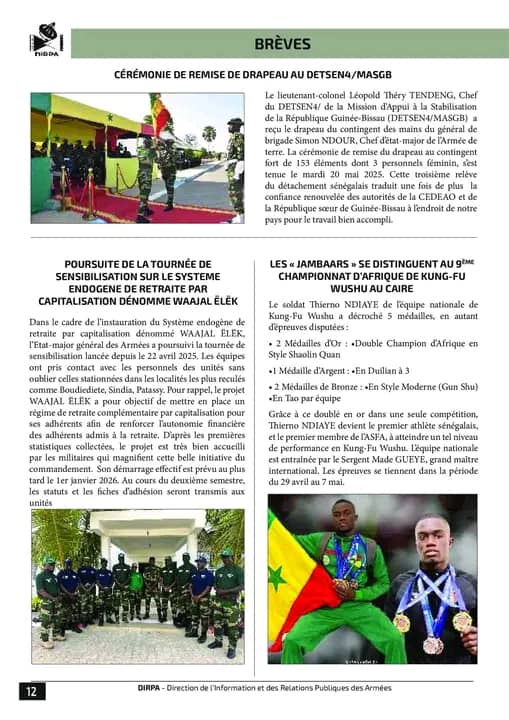 DIRPA
BRÈVES
CÉRÉMONIE DE REMISE DE DRAPEAU AU DETSEN4/MASGB
Le lieutenant-colonel Léopold Théry TENDENG, Chef
du DETSEN4/ de la Mission d'Appui à la Stabilisation
de la République Guinée-Bissau (DETSEN4/MASGB) a
reçu le drapeau du contingent des mains du général de
brigade Simon NDOUR, Chef d'état-major de l'Armée de
terre. La cérémonie de remise du drapeau au contingent
fort de 153 éléments dont 3 personnels féminin, s'est
tenue le mardi 20 mai 2025. Cette troisième relève
du détachement sénégalais traduit une fois de plus la
confiance renouvelée des autorités de la CEDEAO et de
la République sœur de Guinée-Bissau à l'endroit de notre
pays pour le travail bien accompli.
POURSUITE DE LA TOURNÉE DE
SENSIBILISATION SUR LE SYSTEME
ENDOGENE DE RETRAITE PAR
CAPITALISATION DÉNOMME WAAJAL ËLËK
Dans le cadre de l'instauration du Système endogène de
retraite par capitalisation dénommé WAAJAL ËLËK,
l'Etat-major général des Armées a poursuivi la tournée de
sensibilisation lancée depuis le 22 avril 2025. Les équipes
ont pris contact avec les personnels des unités sans
oublier celles stationnées dans les localités les plus reculés
comme Boudiediete, Sindia, Patassy. Pour rappel, le projet
WAAJAL ËLËK a pour objectif de mettre en place un
régime de retraite complémentaire par capitalisation pour
ses adhérents afin de renforcer l'autonomie financière
des adhérents admis à la retraite. D'après les premières
statistiques collectées, le projet est très bien accueilli
par les militaires qui magnifient cette belle initiative du
commandement. Son démarrage effectif est prévu au plus
tard le 1er janvier 2026. Au cours du deuxième semestre,
les statuts et les fiches d'adhésion seront transmis aux
unités
LES « JAMBAARS » SE DISTINGUENT AU 9ÈME
CHAMPIONNAT D'AFRIQUE DE KUNG-FU
WUSHU AU CAIRE
Le soldat Thierno NDIAYE de l'équipe nationale de
Kung-Fu Wushu a décroché 5 médailles, en autant
d'épreuves disputées :
• 2 Médailles d'Or : •Double Champion d'Afrique en
Style Shaolin Quan
•1 Médaille d'Argent : •En Duilian à 3
• 2 Médailles de Bronze : •En Style Moderne (Gun Shu)
•En Tao par équipe
Grâce à ce doublé en or dans une seule compétition,
Thierno NDIAYE devient le premier athlète sénégalais,
et le premier membre de l'ASFA, à atteindre un tel niveau
de performance en Kung-Fu Wushu. L'équipe nationale
est entraînée par le Sergent Made GUEYE, grand maître
international. Les épreuves se tiennent dans la période
du 29 avril au 7 mai.
12
DIRPA - Direction de l'Information et des Relations Publiques des Armées